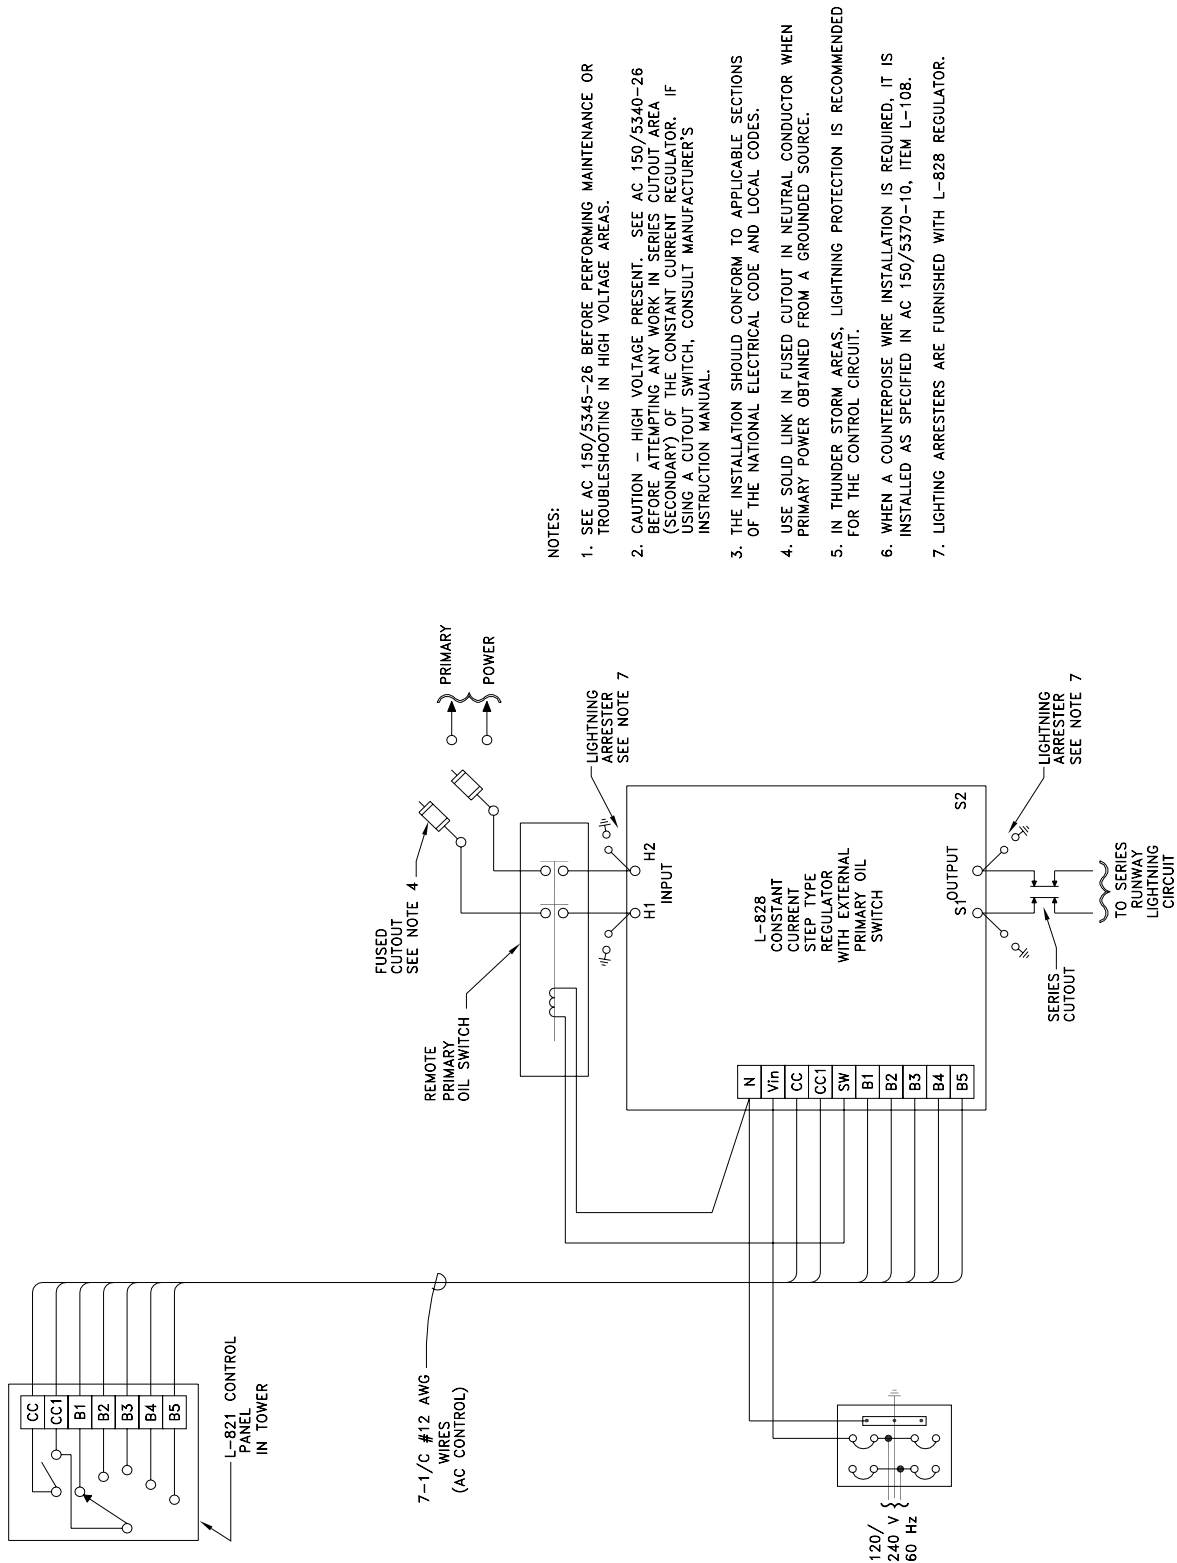 CC
CC1
B1
B2
B3
B4
B5
L-821 CONTROL
PANEL
IN TOWER
7-1/C #12 AWG
WIRES
(AC CONTROL)
120/
240 V
60 Hz
REMOTE
PRIMARY
OIL SWITCH
FUSED
CUTOUT
SEE NOTE 4
PRIMARY
POWER
LIGHTNING
ARRESTER
SEE NOTE 7
H1
H2
INPUT
L-828
CONSTANT
CURRENT
STEP TYPE
REGULATOR
WITH EXTERNAL
PRIMARY OIL
SWITCH
N
Vin
CC
CC1
SW
B1
B2
B3
B4
B5
S1
OUTPUT
S2
LIGHTNING
ARRESTER
SEE NOTE 7
SERIES
CUTOUT
TO SERIES
RUNWAY
LIGHTNING
CIRCUIT
NOTES:
1. SEE AC 150/5345-26 BEFORE PERFORMING MAINTENANCE OR
TROUBLESHOOTING IN HIGH VOLTAGE AREAS.
2. CAUTION - HIGH VOLTAGE PRESENT. SEE AC 150/5340-26
BEFORE ATTEMPTING ANY WORK IN SERIES CUTOUT AREA
(SECONDARY) OF THE CONSTANT CURRENT REGULATOR. IF
USING A CUTOUT SWITCH, CONSULT MANUFACTURER'S
INSTRUCTION MANUAL.
3. THE INSTALLATION SHOULD CONFORM TO APPLICABLE SECTIONS
OF THE NATIONAL ELECTRICAL CODE AND LOCAL CODES.
4. USE SOLID LINK IN FUSED CUTOUT IN NEUTRAL CONDUCTOR WHEN
PRIMARY POWER OBTAINED FROM A GROUNDED SOURCE.
5. IN THUNDER STORM AREAS, LIGHTNING PROTECTION IS RECOMMENDED
FOR THE CONTROL CIRCUIT.
6. WHEN A COUNTERPOISE WIRE INSTALLATION IS REQUIRED, IT IS
INSTALLED AS SPECIFIED IN AC 150/5370-10, ITEM L-108.
7. LIGHTING ARRESTERS ARE FURNISHED WITH L-828 REGULATOR.